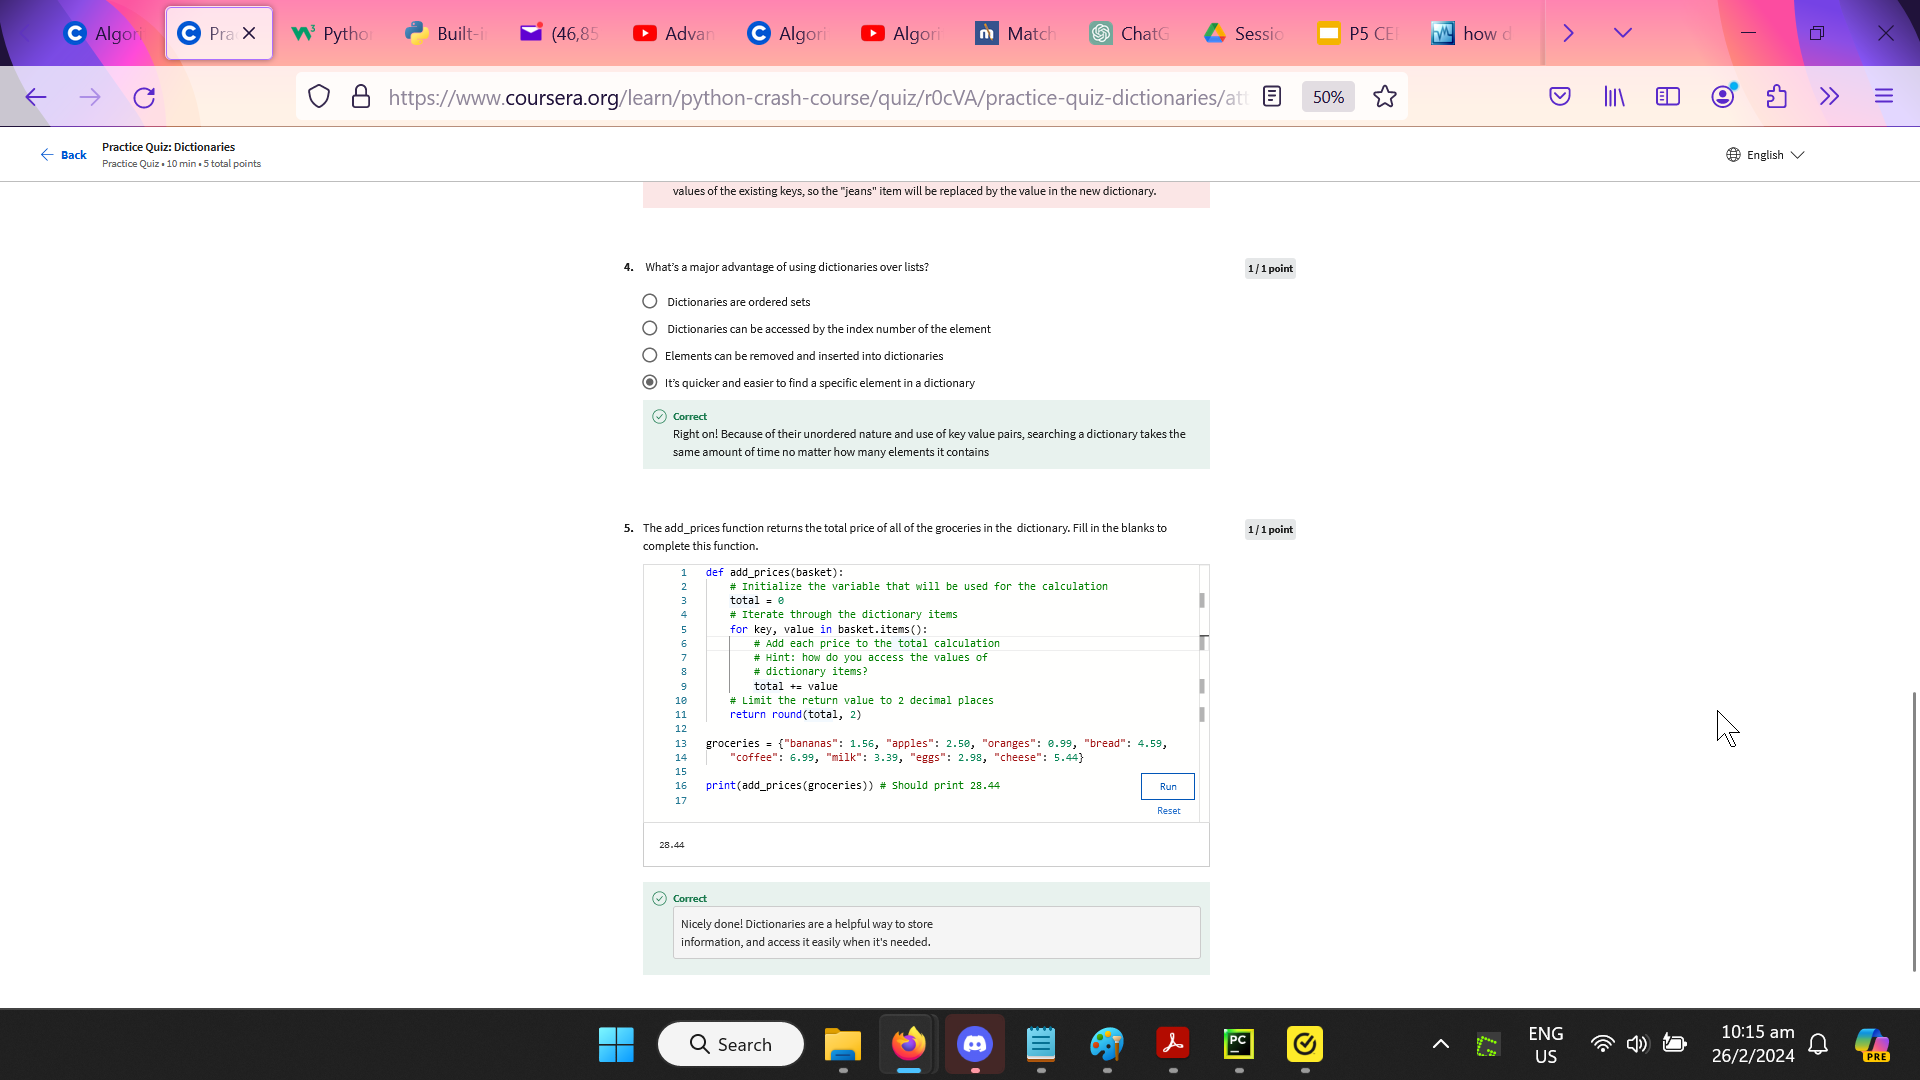 Algori
Pra
Pytho
Built-i
(46,85
Advan
Algori
Algori
Match
ChatG
Sessio
P5 CE
how d
https://www.coursera.org/learn/python-crash-course/quiz/r0cVA/practice-quiz-dictionaries/att
50%
Back
Practice Quiz: Dictionaries
Practice Quiz • 10 min • 5 total points
English
values of the existing keys, so the "jeans" item will be replaced by the value in the new dictionary.
4. What's a major advantage of using dictionaries over lists?
1 / 1 point
Dictionaries are ordered sets
Dictionaries can be accessed by the index number of the element
Elements can be removed and inserted into dictionaries
It's quicker and easier to find a specific element in a dictionary
Correct
Right on! Because of their unordered nature and use of key value pairs, searching a dictionary takes the
same amount of time no matter how many elements it contains
5. The add_prices function returns the total price of all of the groceries in the dictionary. Fill in the blanks to
complete this function.
1 / 1 point
1 def add_prices(basket):
2 # Initialize the variable that will be used for the calculation
3 total = 0
4 # Iterate through the dictionary items
5 for key, value in basket.items():
6 # Add each price to the total calculation
7 # Hint: how do you access the values of
8 # dictionary items?
9 total += value
10 # Limit the return value to 2 decimal places
11 return round(total, 2)
12
13 groceries = {"bananas": 1.56, "apples": 2.50, "oranges": 0.99, "bread": 4.59,
14 "coffee": 6.99, "milk": 3.39, "eggs": 2.98, "cheese": 5.44}
15
16 print(add_prices(groceries)) # Should print 28.44
17
Run
Reset
28.44
Correct
Nicely done! Dictionaries are a helpful way to store
information, and access it easily when it's needed.
Search
PC
ENG
US
10:15 am
26/2/2024
PRE